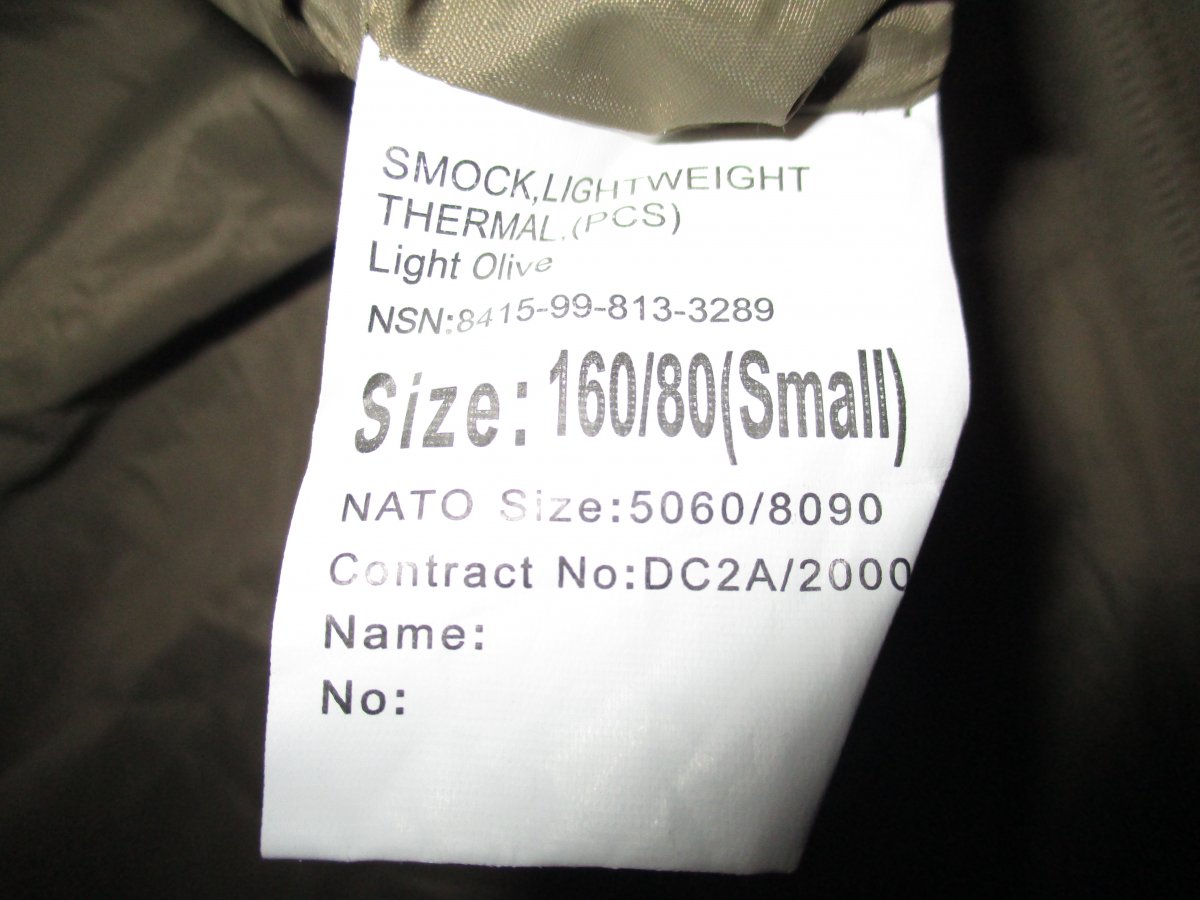 SMOCK,LIGHTWEIGHT
THERMAL,(PCS)
Light Olive
NSN:8415-99-813-3289
Size: 160/80(Small)
NATO Size:5060/8090
Contract No:DC2A/2000
Name:
No: